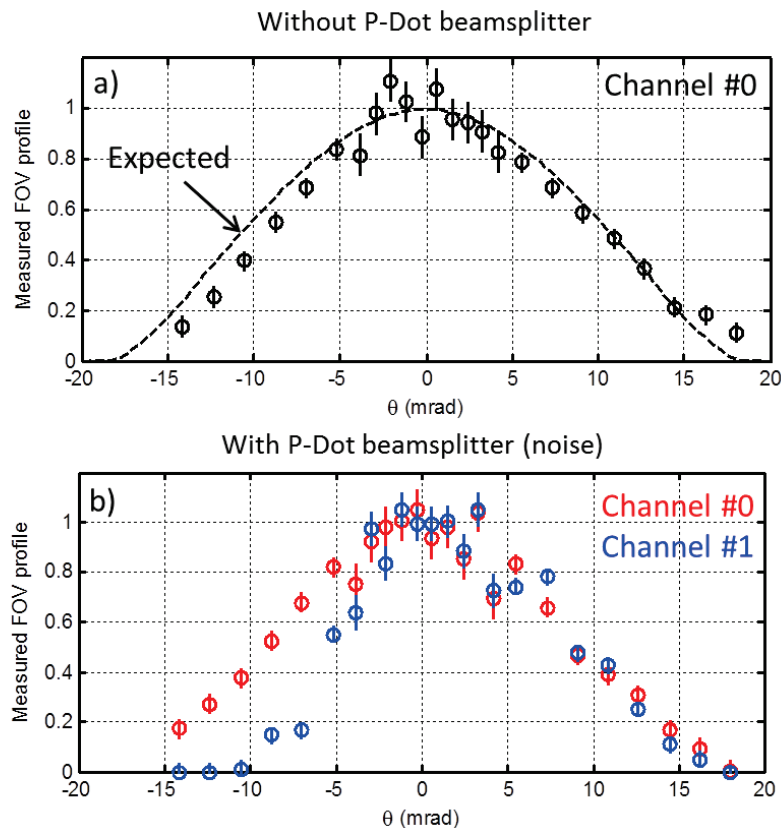 Without P-Dot beamsplitter
a)
Channel #0
Expected
Measured FOV profile
1
0.8
0.6
0.4
0.2
0
-20 -15 -10 -5 0 5 10 15 20
θ (mrad)
With P-Dot beamsplitter (noise)
b)
Channel #0
Channel #1
Measured FOV profile
1
0.8
0.6
0.4
0.2
0
-20 -15 -10 -5 0 5 10 15 20
θ (mrad)